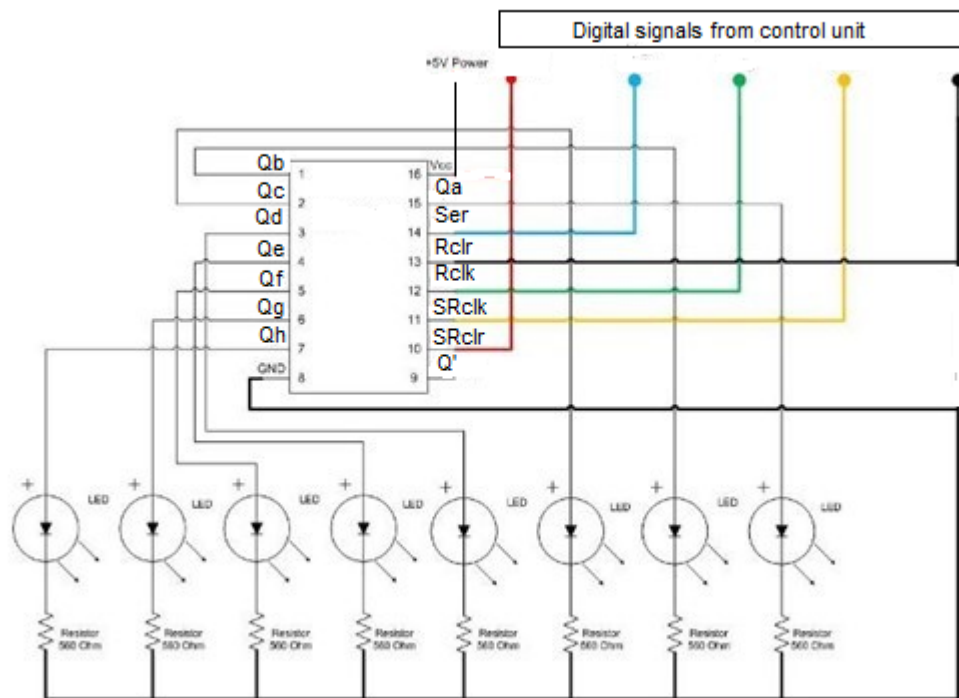 Digital signals from control unit
+5V Power
Qb
Vcc
1
16
Qc
Qa
2
15
Qd
Ser
3
14
Qe
Rclr
4
13
Qf
Rclk
5
12
Qg
SRclk
6
11
Qh
SRclr
7
10
GND
Q'
8
9
+ LED
+ LED
+ LED
+ LED
+ LED
+ LED
+ LED
+ LED
Resistor
560 Ohm
Resistor
560 Ohm
Resistor
560 Ohm
Resistor
560 Ohm
Resistor
560 Ohm
Resistor
560 Ohm
Resistor
560 Ohm
Resistor
560 Ohm